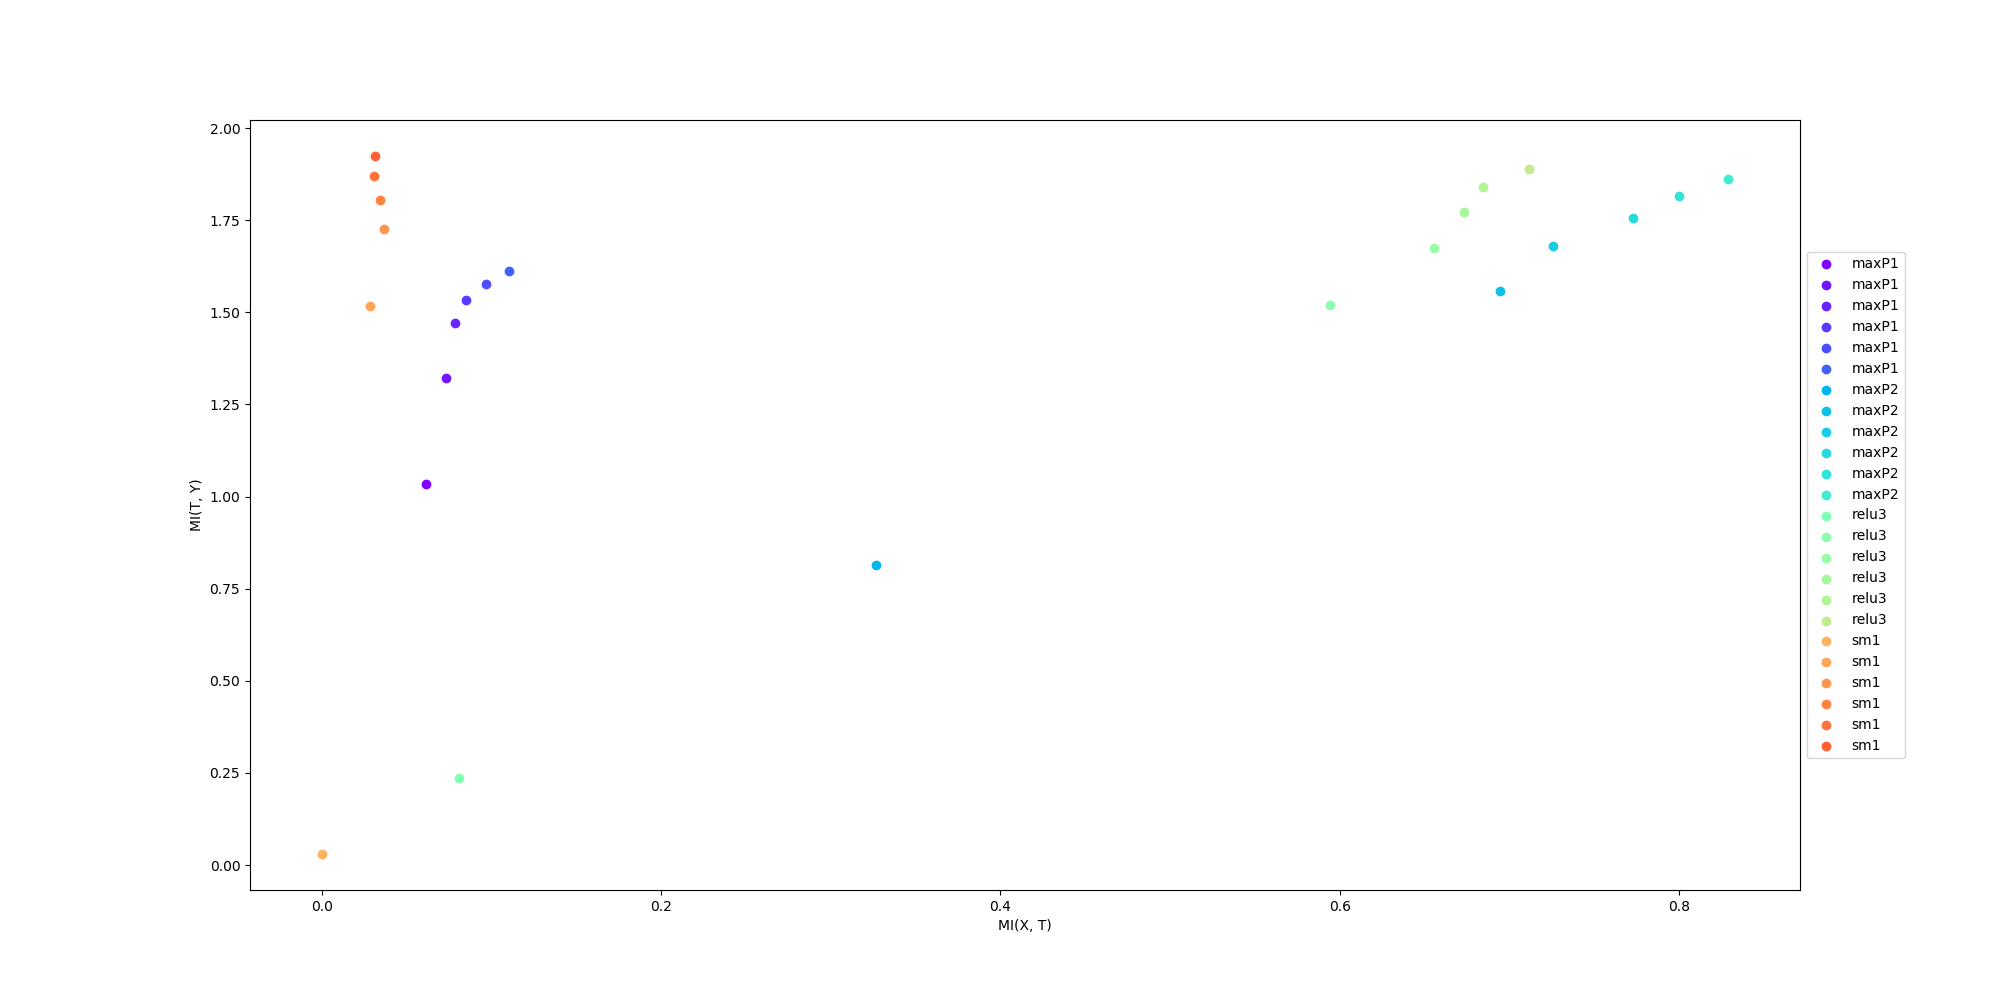 2.00
1.75
1.50
1.25
1.00
0.75
0.50
0.25
0.00
MI(T, Y)
0.0 0.2 0.4 0.6 0.8
MI(X, T)
maxP1
maxP1
maxP1
maxP1
maxP1
maxP1
maxP2
maxP2
maxP2
maxP2
maxP2
maxP2
relu3
relu3
relu3
relu3
relu3
relu3
sm1
sm1
sm1
sm1
sm1
sm1